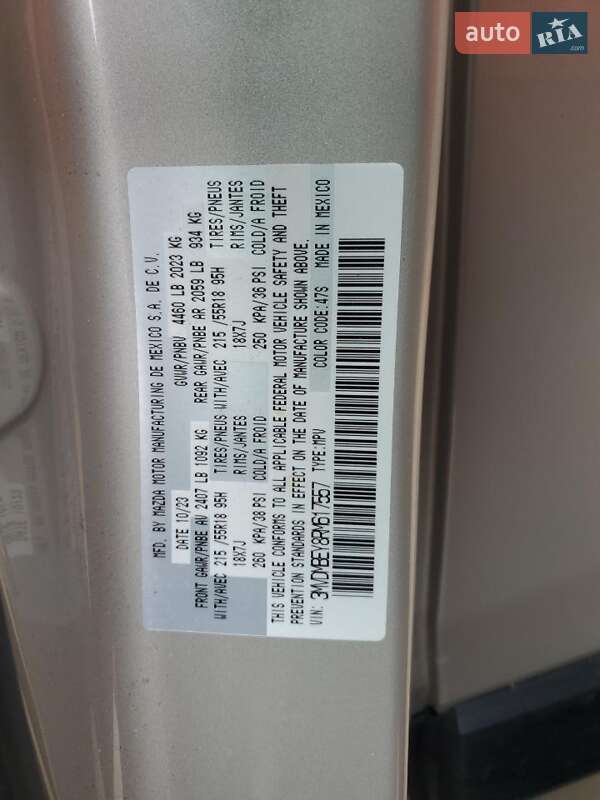 auto RIA
MFD. BY MAZDA MOTOR MANUFACTURING DE MEXICO S.A. DE C.V.
DATE 10/23 GVWR/PNBV 4460 LB 2023 KG
FRONT GAWR/PNBE AV 2407 LB 1092 KG REAR GAWR/PNBE AR 2059 LB 934 KG
WITH/AVEC 215 /55R18 95H TIRES/PNEUS WITH/AVEC 215 /55R18 95H TIRES/PNEUS
18X7J RIMS/JANTES 18X7J RIMS/JANTES
260 KPA/38 PSI COLD/A FROID 250 KPA/36 PSI COLD/A FROID
THIS VEHICLE CONFORMS TO ALL APPLICABLE FEDERAL MOTOR VEHICLE SAFETY AND THEFT
PREVENTION STANDARDS IN EFFECT ON THE DATE OF MANUFACTURE SHOWN ABOVE.
VIN: 3MVDMBEY8RM617557 TYPE:MPV COLOR CODE:47S MADE IN MEXICO